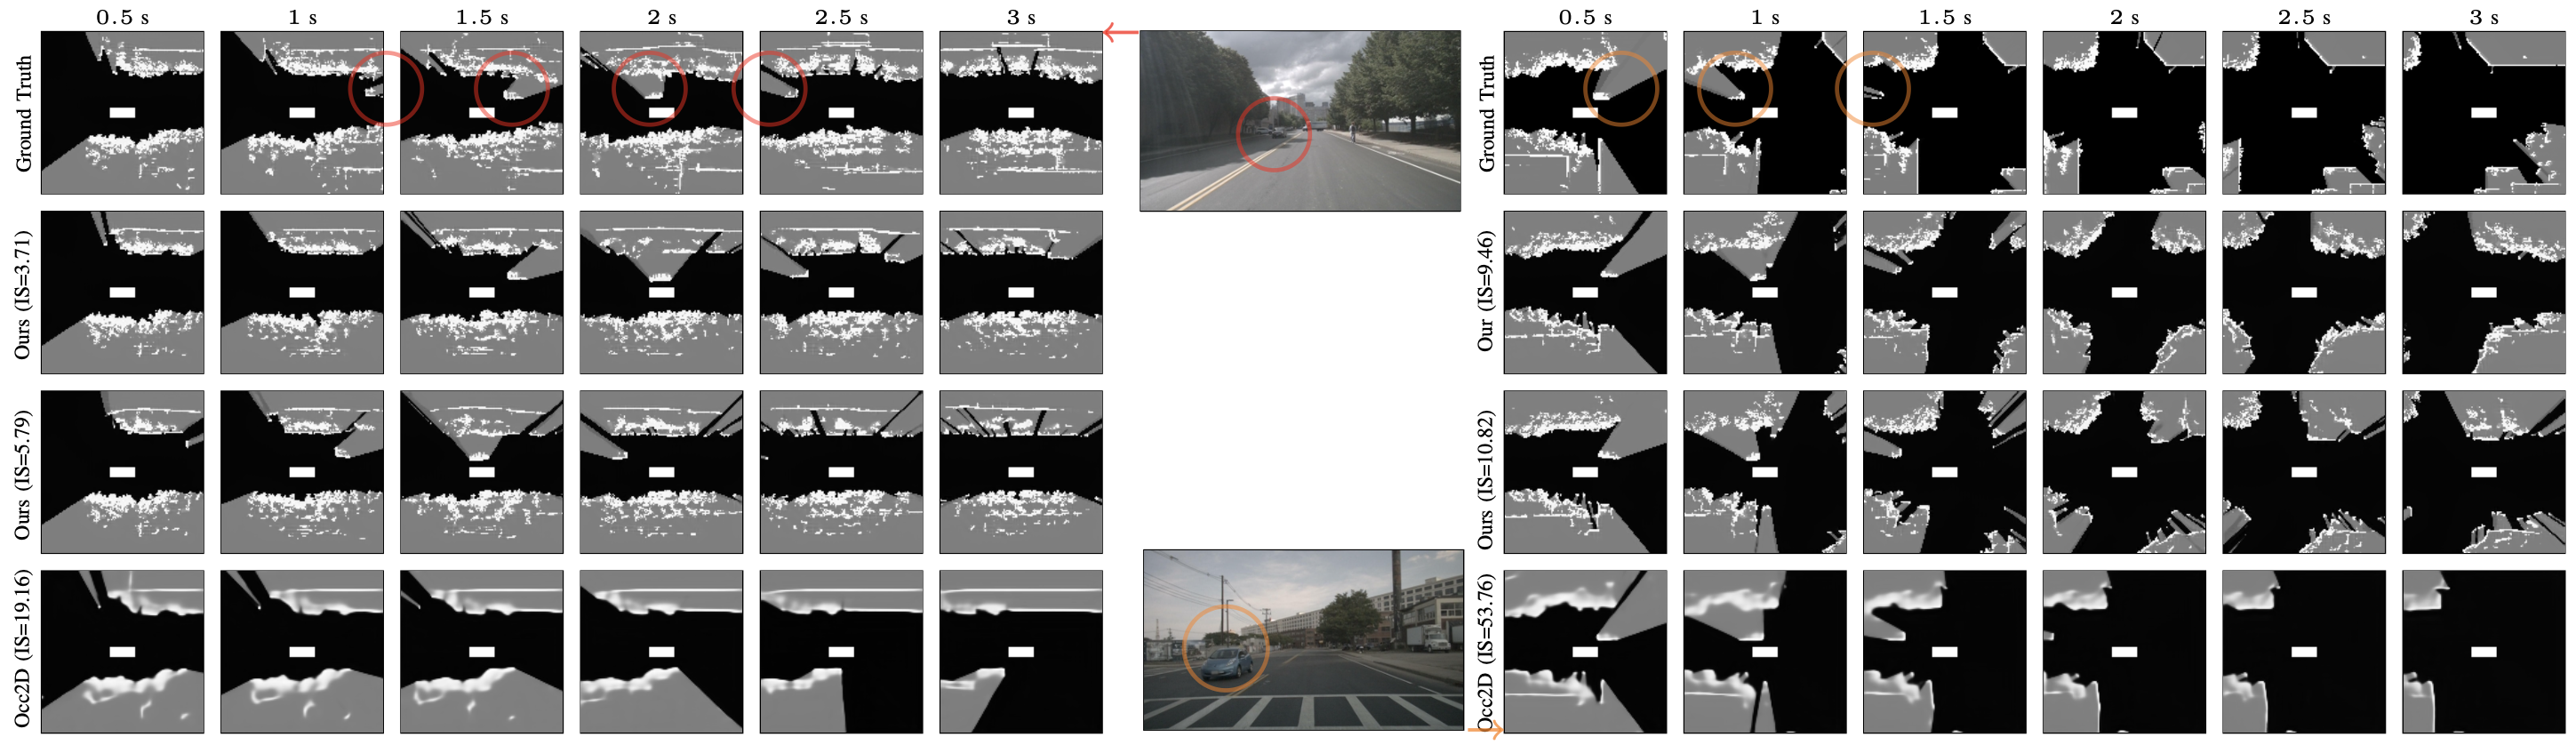 0.5 s 1 s 1.5 s 2 s 2.5 s 3 s
Ground Truth
Ours (IS=3.71)
Ours (IS=5.79)
Occ2D (IS=19.16)
0.5 s 1 s 1.5 s 2 s 2.5 s 3 s
Ground Truth
Our (IS=9.46)
Ours (IS=10.82)
Occ2D (IS=53.76)